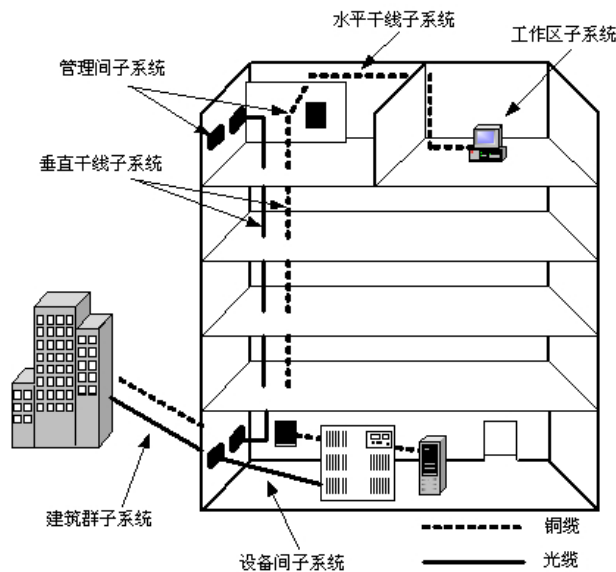 水平干线子系统
工作区子系统
管理间子系统
垂直干线子系统
建筑群子系统
设备间子系统
铜缆
光缆